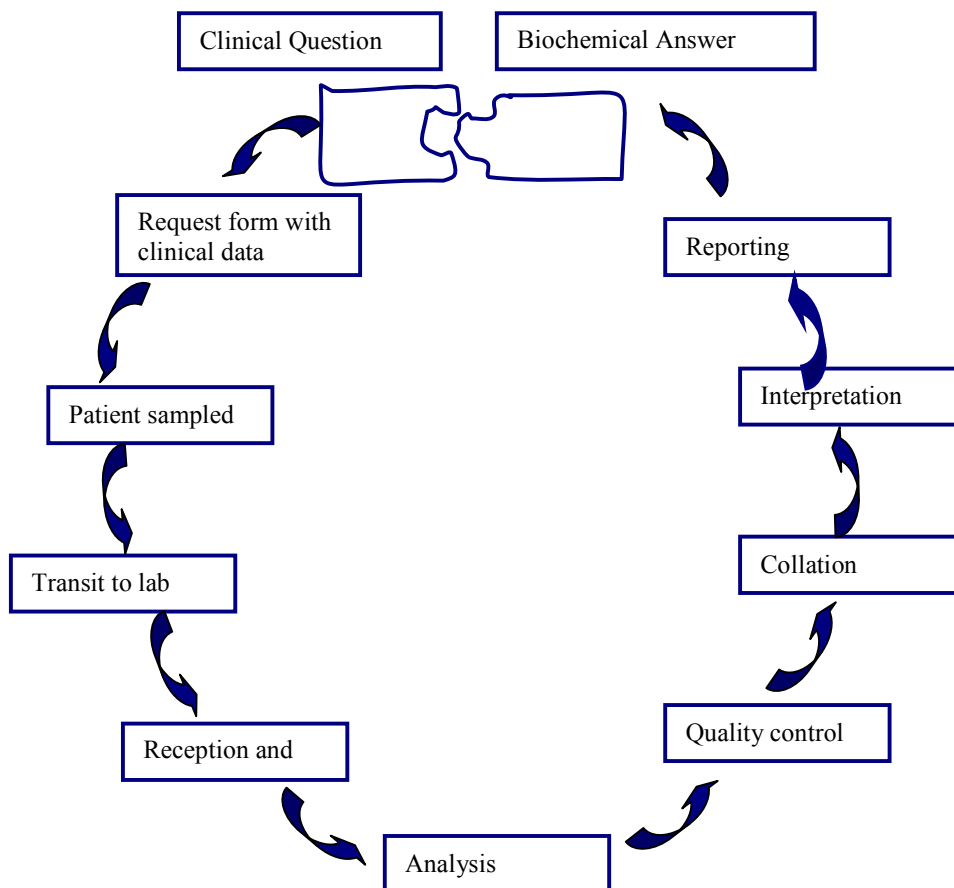 Clinical Question
Biochemical Answer
Request form with
clinical data
Reporting
Patient sampled
Interpretation
Transit to lab
Collation
Reception and
Quality control
Analysis